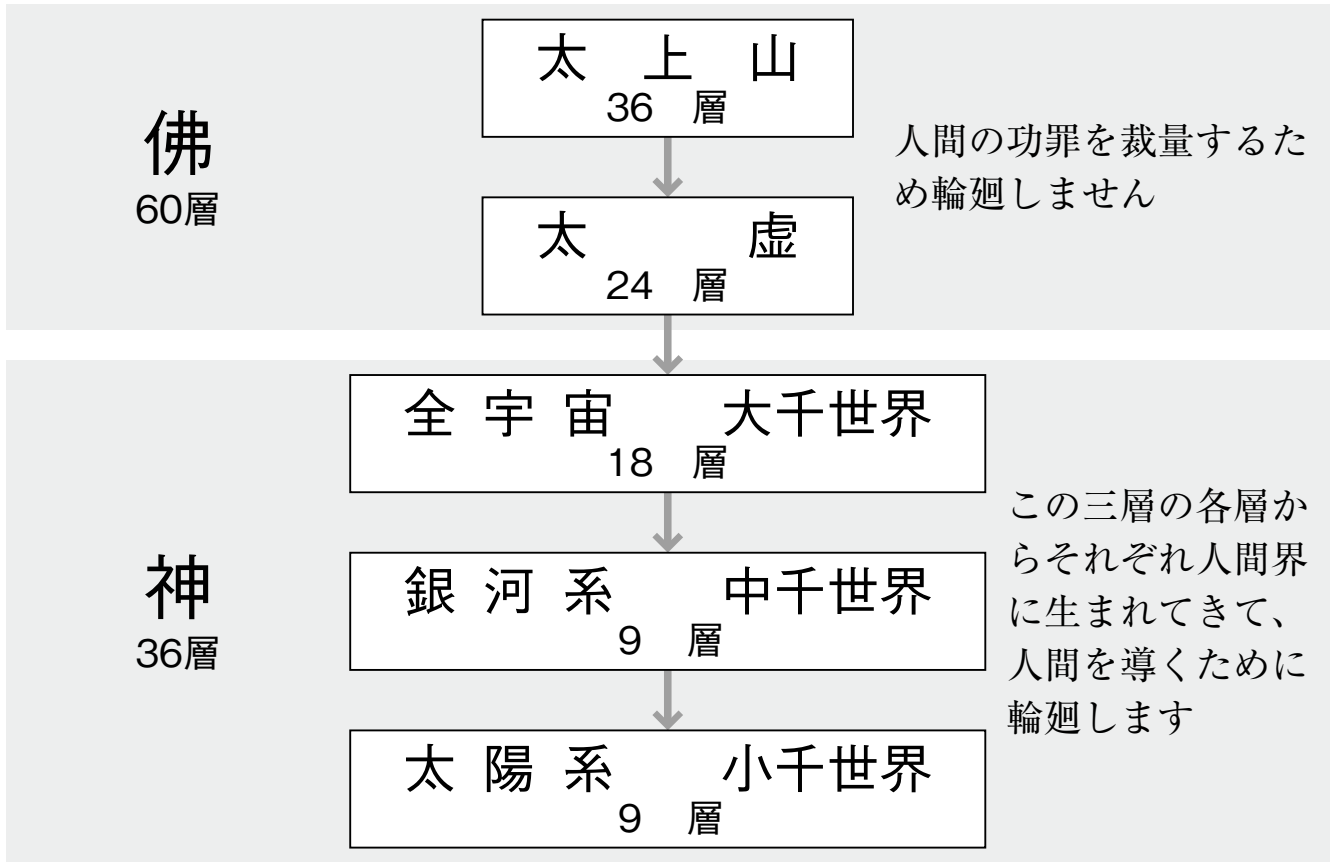 佛
60層
太 上 山
36 層
太 虚
24 層
人間の功罪を裁量するた
め輪廻しません
神
36層
全 宇 宙 大千世界
18 層
銀 河 系 中千世界
9 層
太 陽 系 小千世界
9 層
この三層の各層か
らそれぞれ人間界
に生まれてきて、
人間を導くために
輪廻します